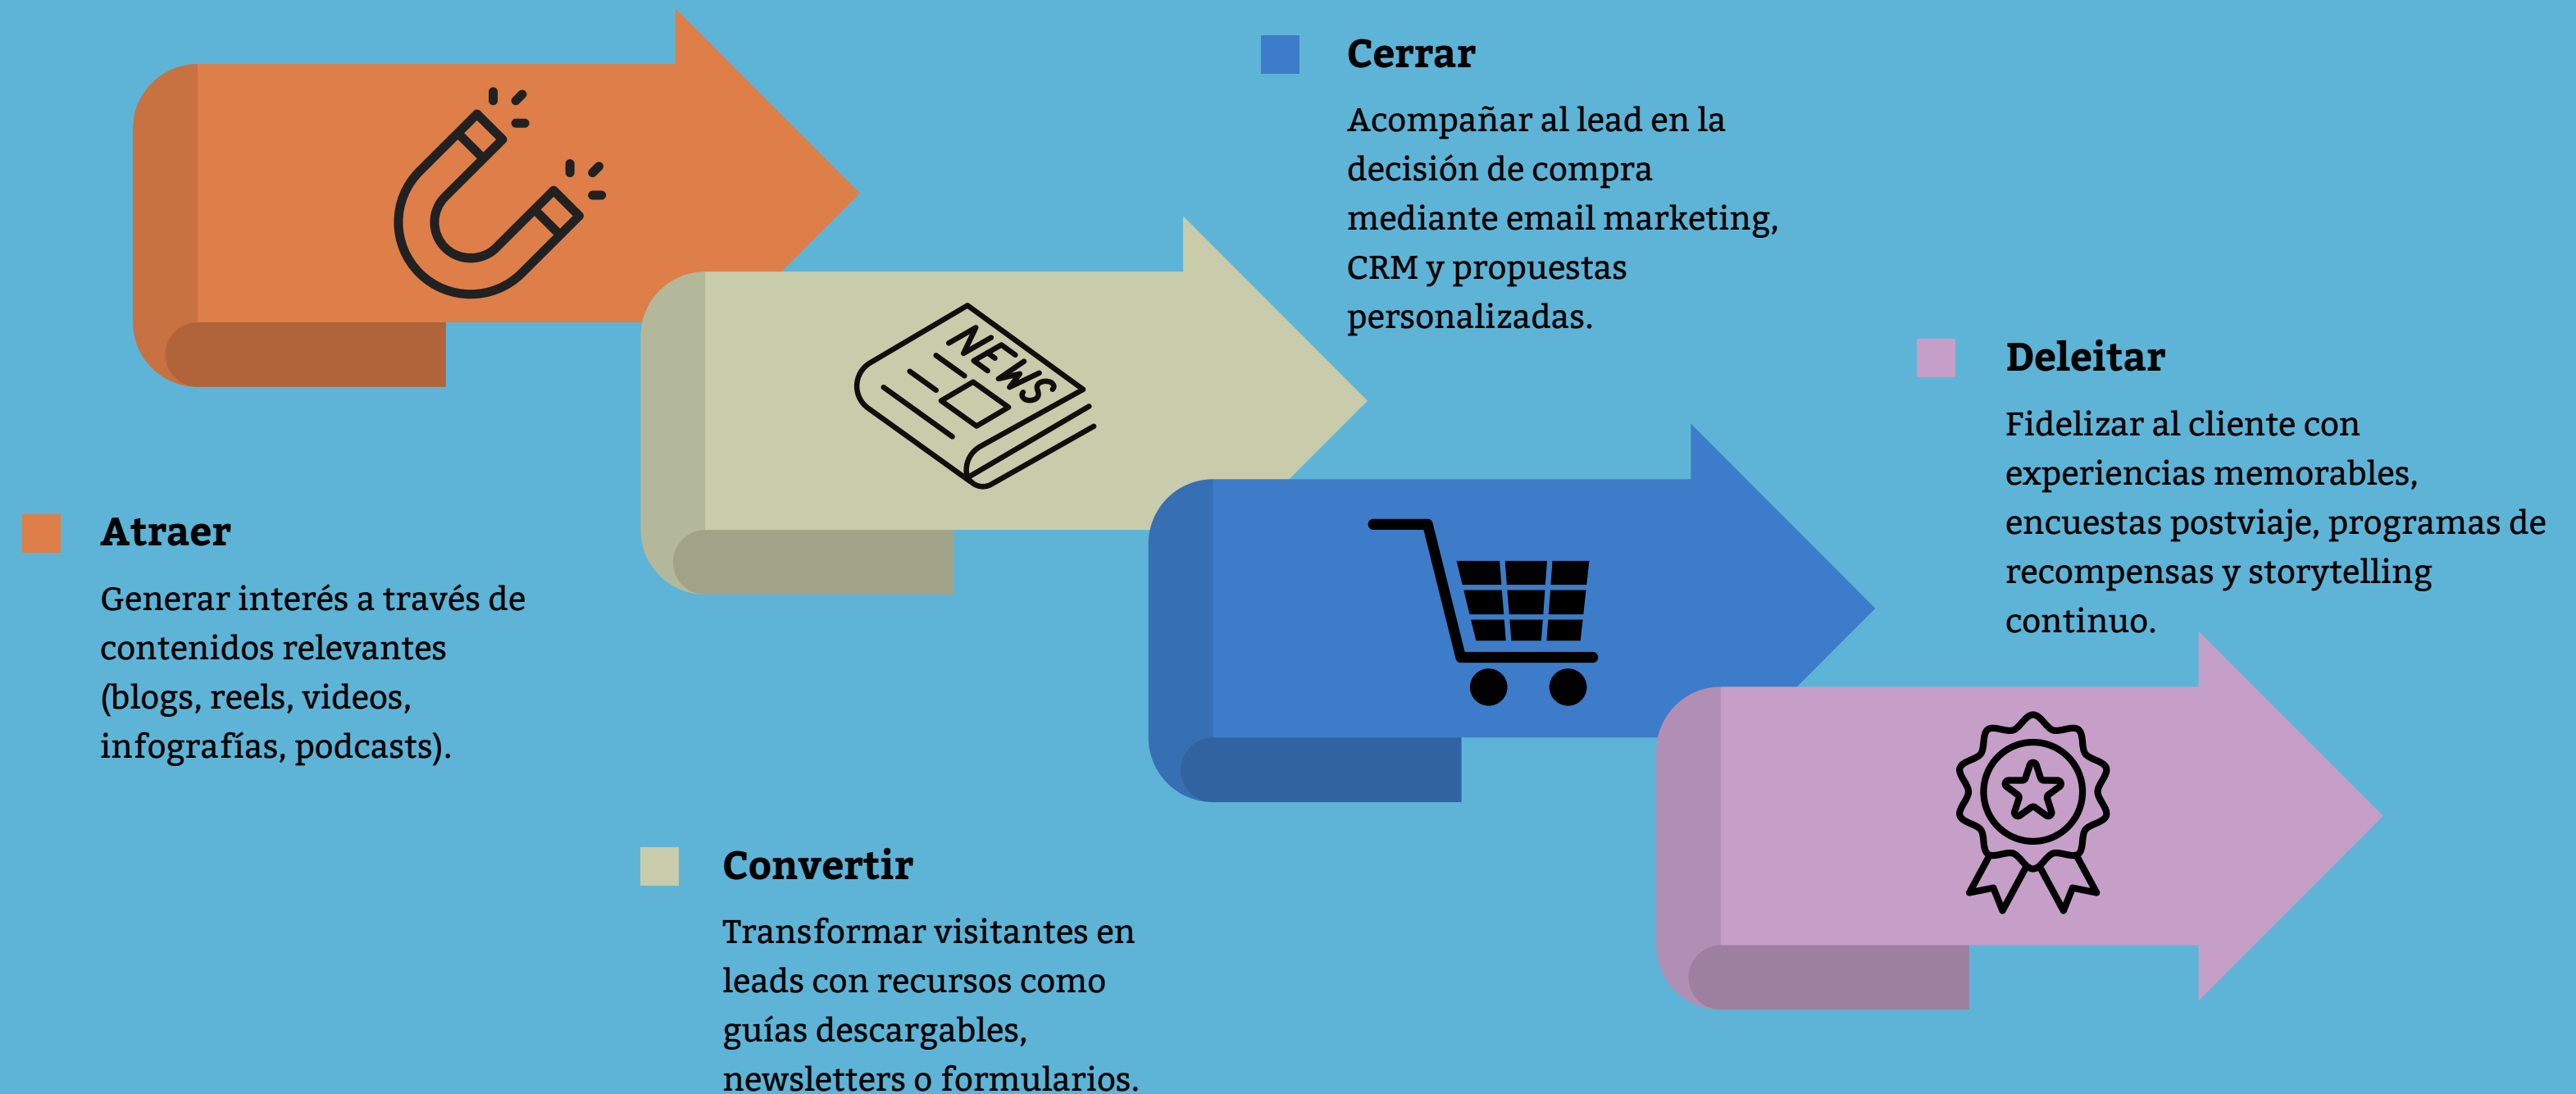 NEWS
Atraer
Generar interés a través de
contenidos relevantes
(blogs, reels, videos,
infografías, podcasts).
Convertir
Transformar visitantes en
leads con recursos como
guías descargables,
newsletters o formularios.
Cerrar
Acompañar al lead en la
decisión de compra
mediante email marketing,
CRM y propuestas
personalizadas.
Deleitar
Fidelizar al cliente con
experiencias memorables,
encuestas postviaje, programas de
recompensas y storytelling
continuo.